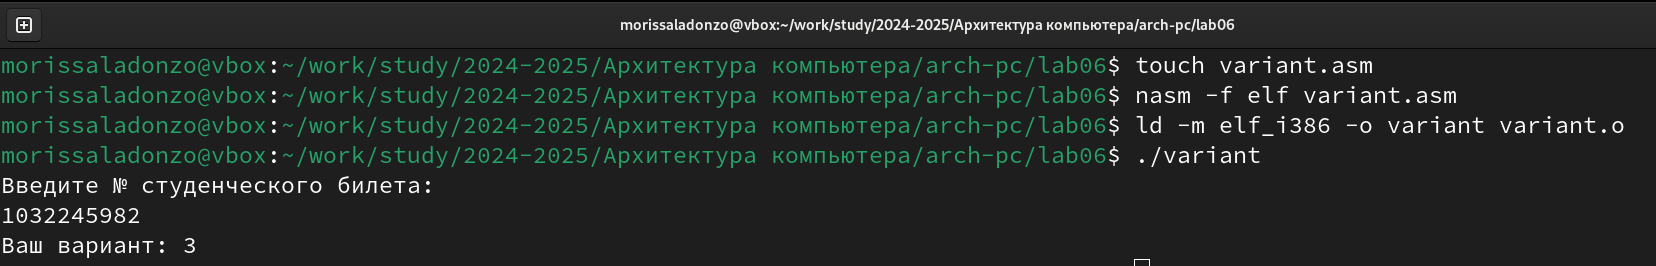 morissaladonzo@vbox:~/work/study/2024-2025/Архитектура компьютера/arch-pc/lab06
morissaladonzo@vbox:~/work/study/2024-2025/Архитектура компьютера/arch-pc/lab06$ touch variant.asm
morissaladonzo@vbox:~/work/study/2024-2025/Архитектура компьютера/arch-pc/lab06$ nasm -f elf variant.asm
morissaladonzo@vbox:~/work/study/2024-2025/Архитектура компьютера/arch-pc/lab06$ ld -m elf_i386 -o variant variant.o
morissaladonzo@vbox:~/work/study/2024-2025/Архитектура компьютера/arch-pc/lab06$ ./variant
Введите № студенческого билета:
1032245982
Ваш вариант: 3